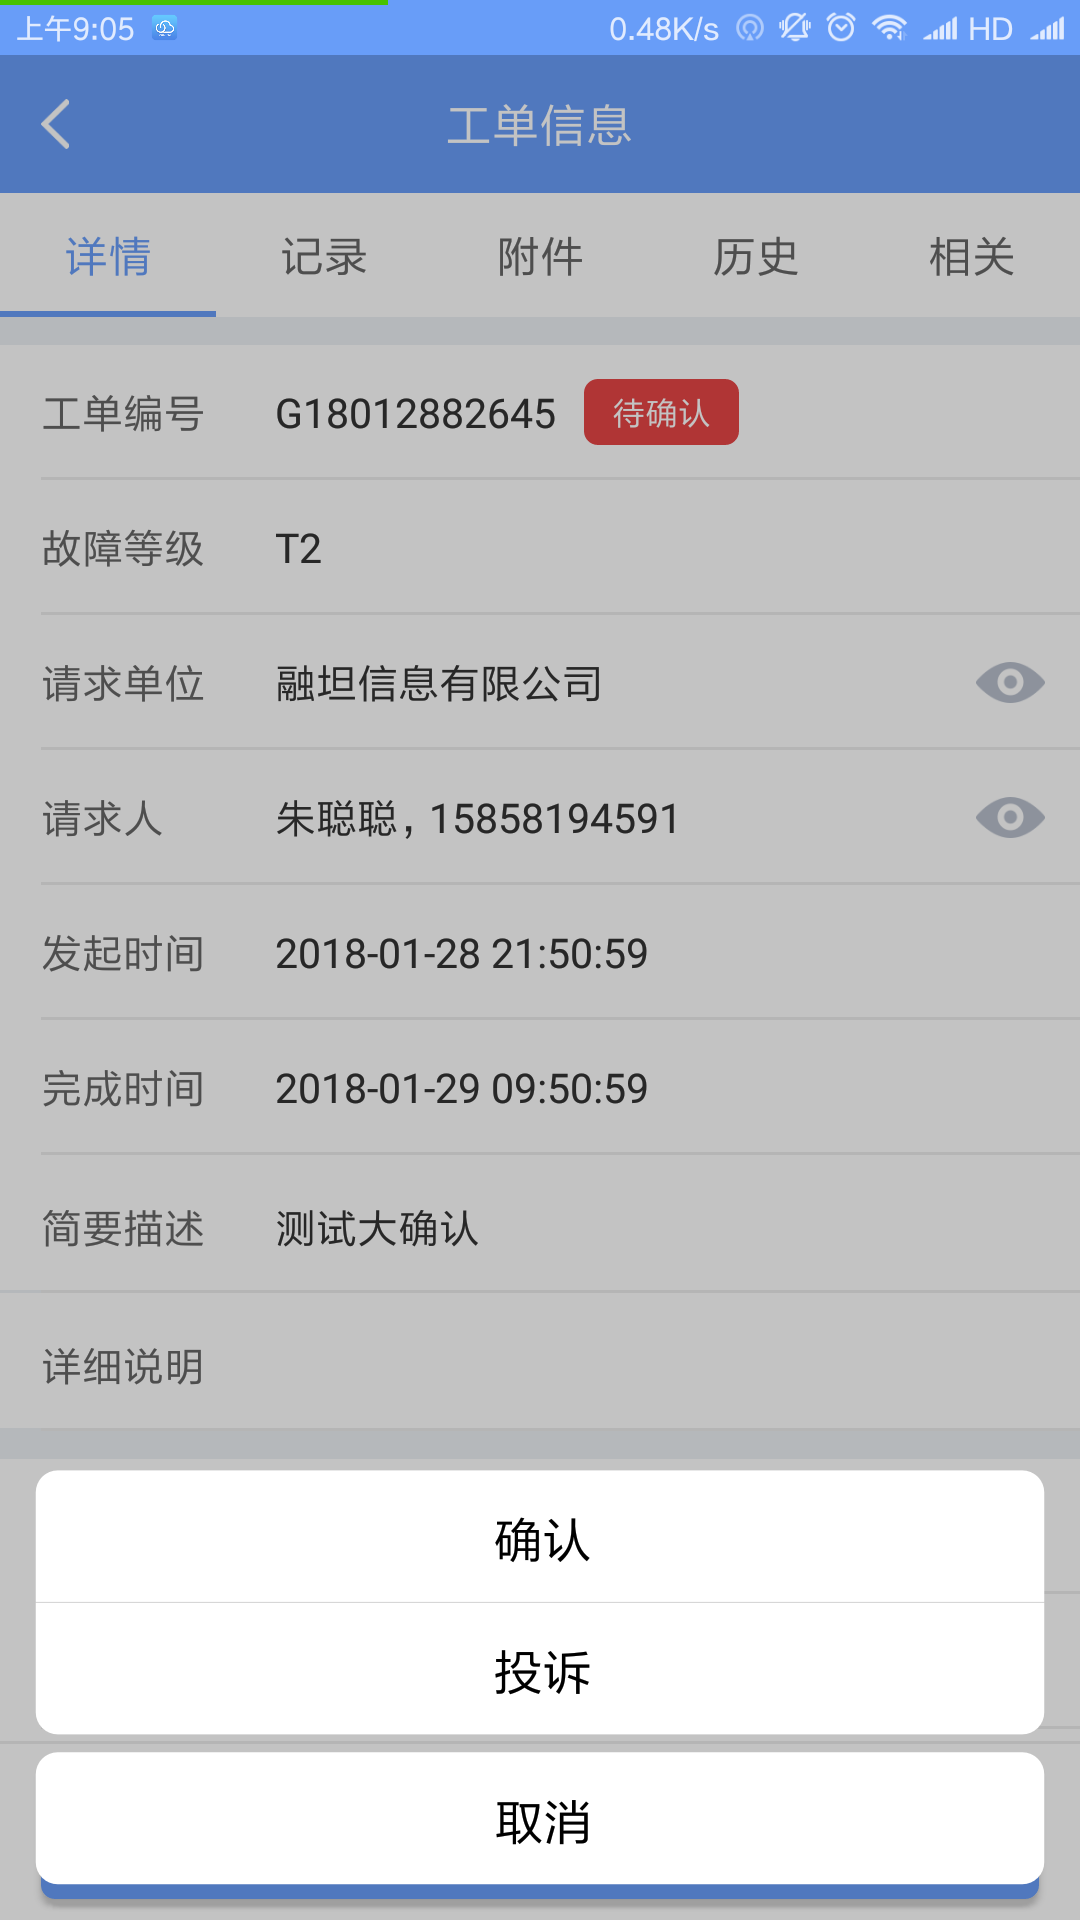 上午9:05 0.48K/s HD
工单信息
详情 记录 附件 历史 相关
工单编号 G18012882645 待确认
故障等级 T2
请求单位 融坦信息有限公司
请求人 朱聪聪，15858194591
发起时间 2018-01-28 21:50:59
完成时间 2018-01-29 09:50:59
简要描述 测试大确认
详细说明
确认
投诉
取消